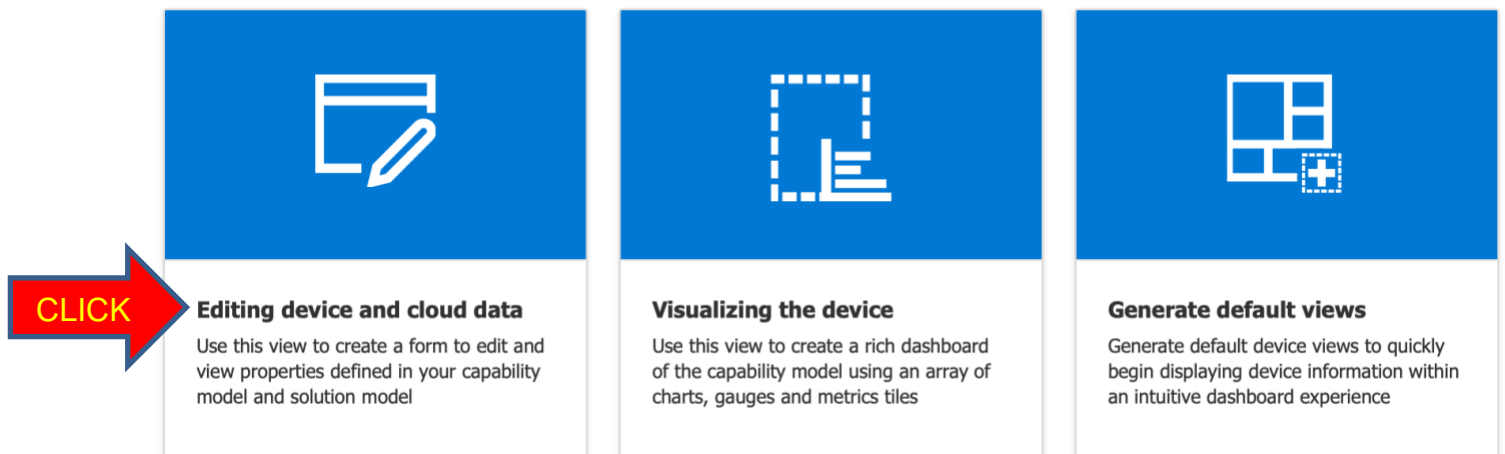 CLICK
Editing device and cloud data
Use this view to create a form to edit and
view properties defined in your capability
model and solution model
Visualizing the device
Use this view to create a rich dashboard
of the capability model using an array of
charts, gauges and metrics tiles
Generate default views
Generate default device views to quickly
begin displaying device information within
an intuitive dashboard experience